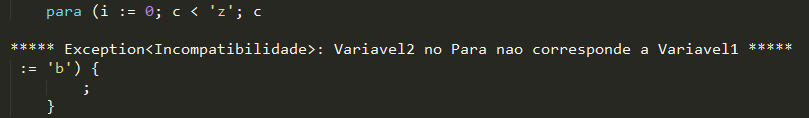 para (i := 0; c < 'z'; c
***** Exception<Incompatibilidade>: Variavel2 no Para nao corresponde a Variavel1 *****
:= 'b') {
;
}